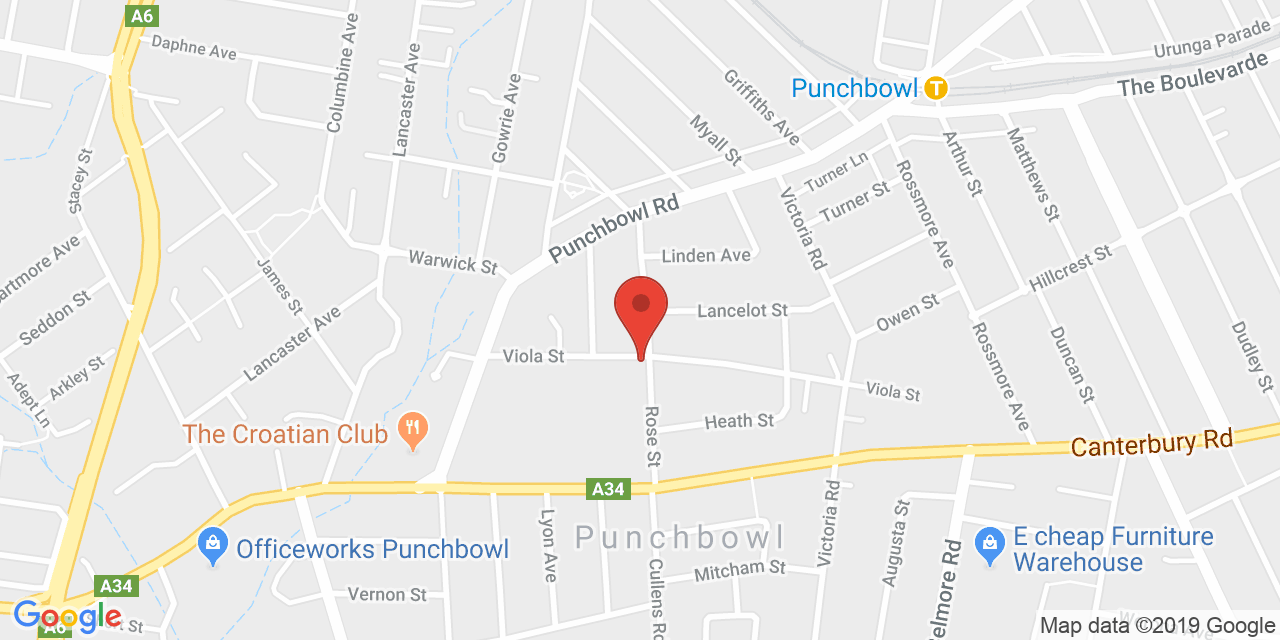 A6
Daphne Ave
Columbine Ave
Lancaster Ave
Gowrie Ave
Griffiths Ave
Myall St
Urunga Parade
The Boulevarde
Punchbowl
T
Stacey St
Turner Ln
Turner St
Arthur St
Matthews St
Rossmore Ave
Punchbowl Rd
Victoria Rd
Linden Ave
Hillcrest St
Warwick St
James St
Seddon St
Lancelot St
Owen St
Lancaster Ave
Rossmore Ave
Duncan St
Dudley St
Arkley St
Adept Ln
Viola St
Viola St
The Croatian Club
Rose St
Heath St
Canterbury Rd
A34
Punchbowl
Officeworks Punchbowl
Lyon Ave
Victoria Rd
Augusta St
E cheap Furniture
Warehouse
Mitcham St
A34
Vernon St
Cullens Rd
Google
A6
Map data ©2019 Google